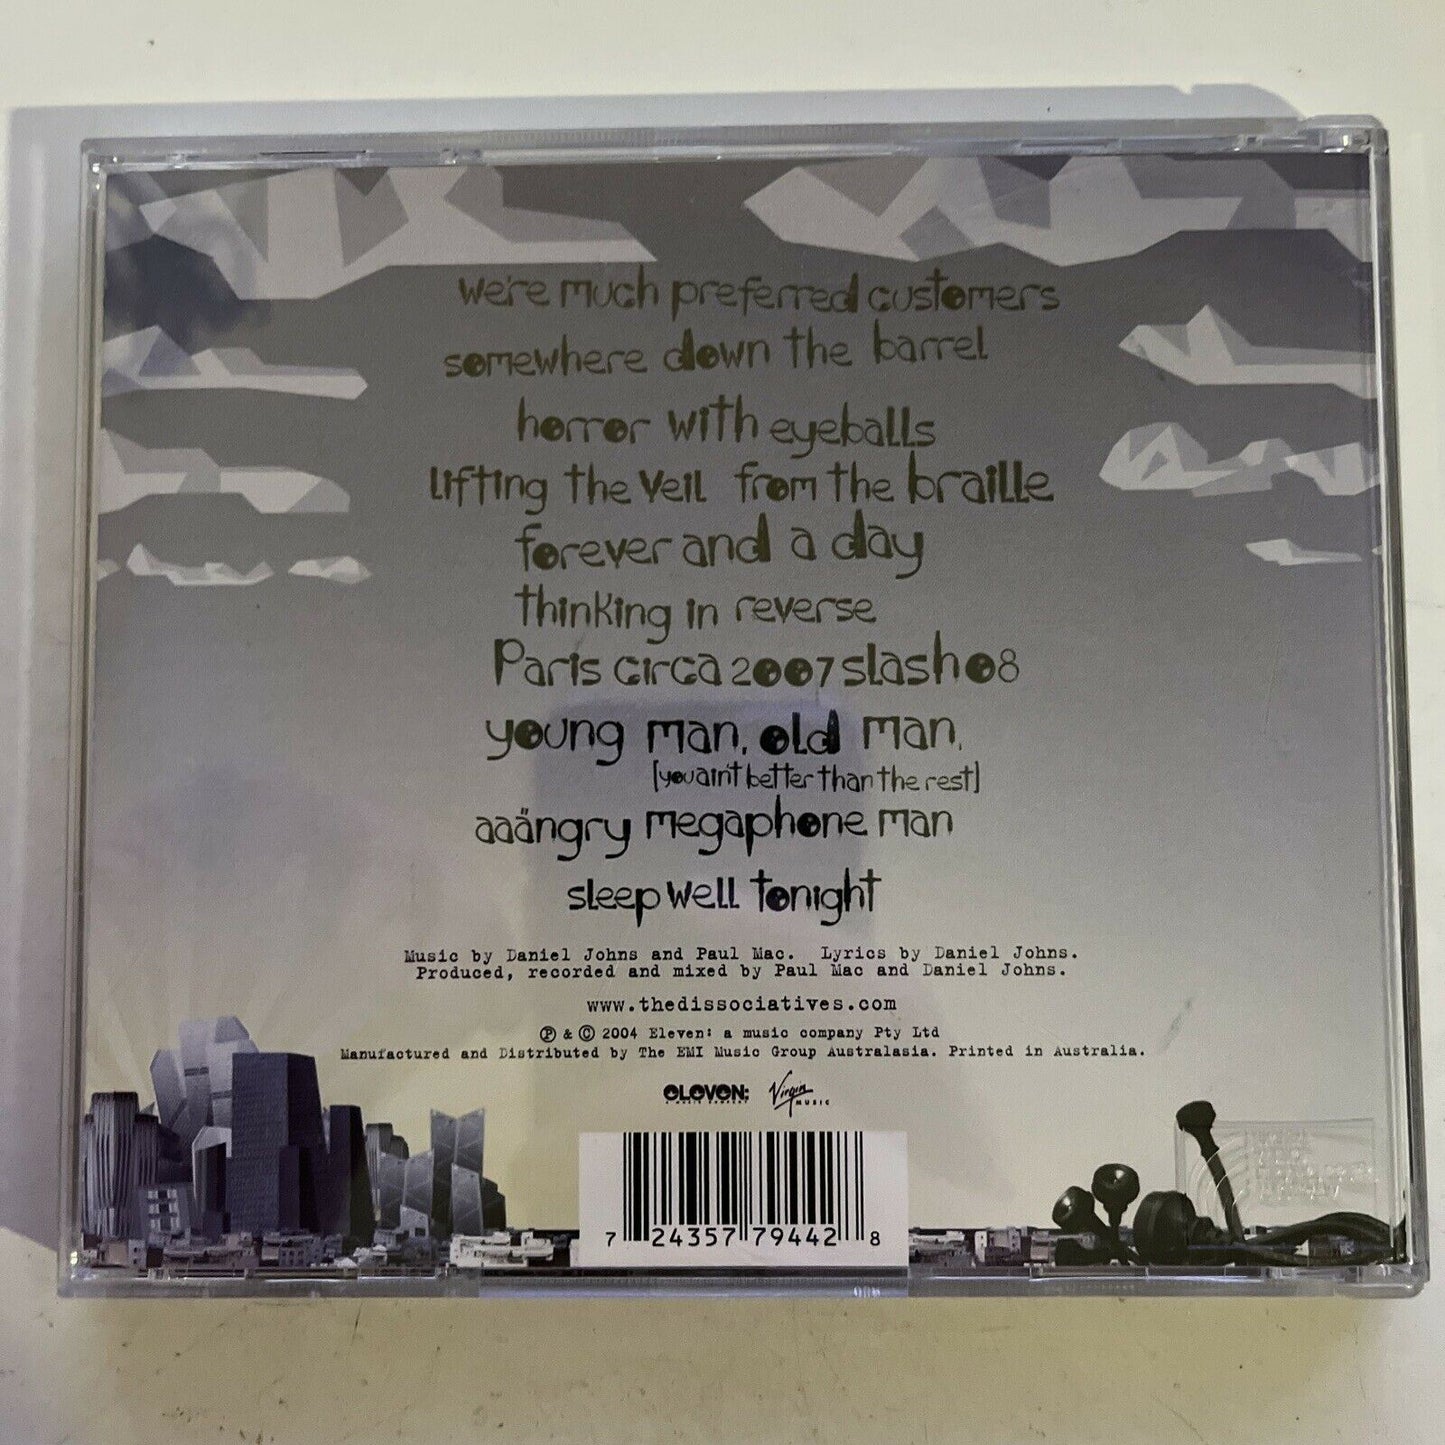 we're much preferred customers
somewhere down the barrel
horror with eyeballs
lifting the veil from the braille
forever and a day
thinking in reverse
Paris circa 2007 slash 08
young man, old man,
[you ain't better than the rest]
aaängry megaphone man
sleep well tonight
Music by Daniel Johns and Paul Mac. Lyrics by Daniel Johns.
Produced, recorded and mixed by Paul Mac and Daniel Johns.
www.thedissociatives.com
℗ & © 2004 Eleven: a music company Pty Ltd
Manufactured and Distributed by The EMI Music Group Australasia. Printed in Australia.
eleven: Virgin
A MUSIC COMPANY MUSIC
7 24357 79442 8